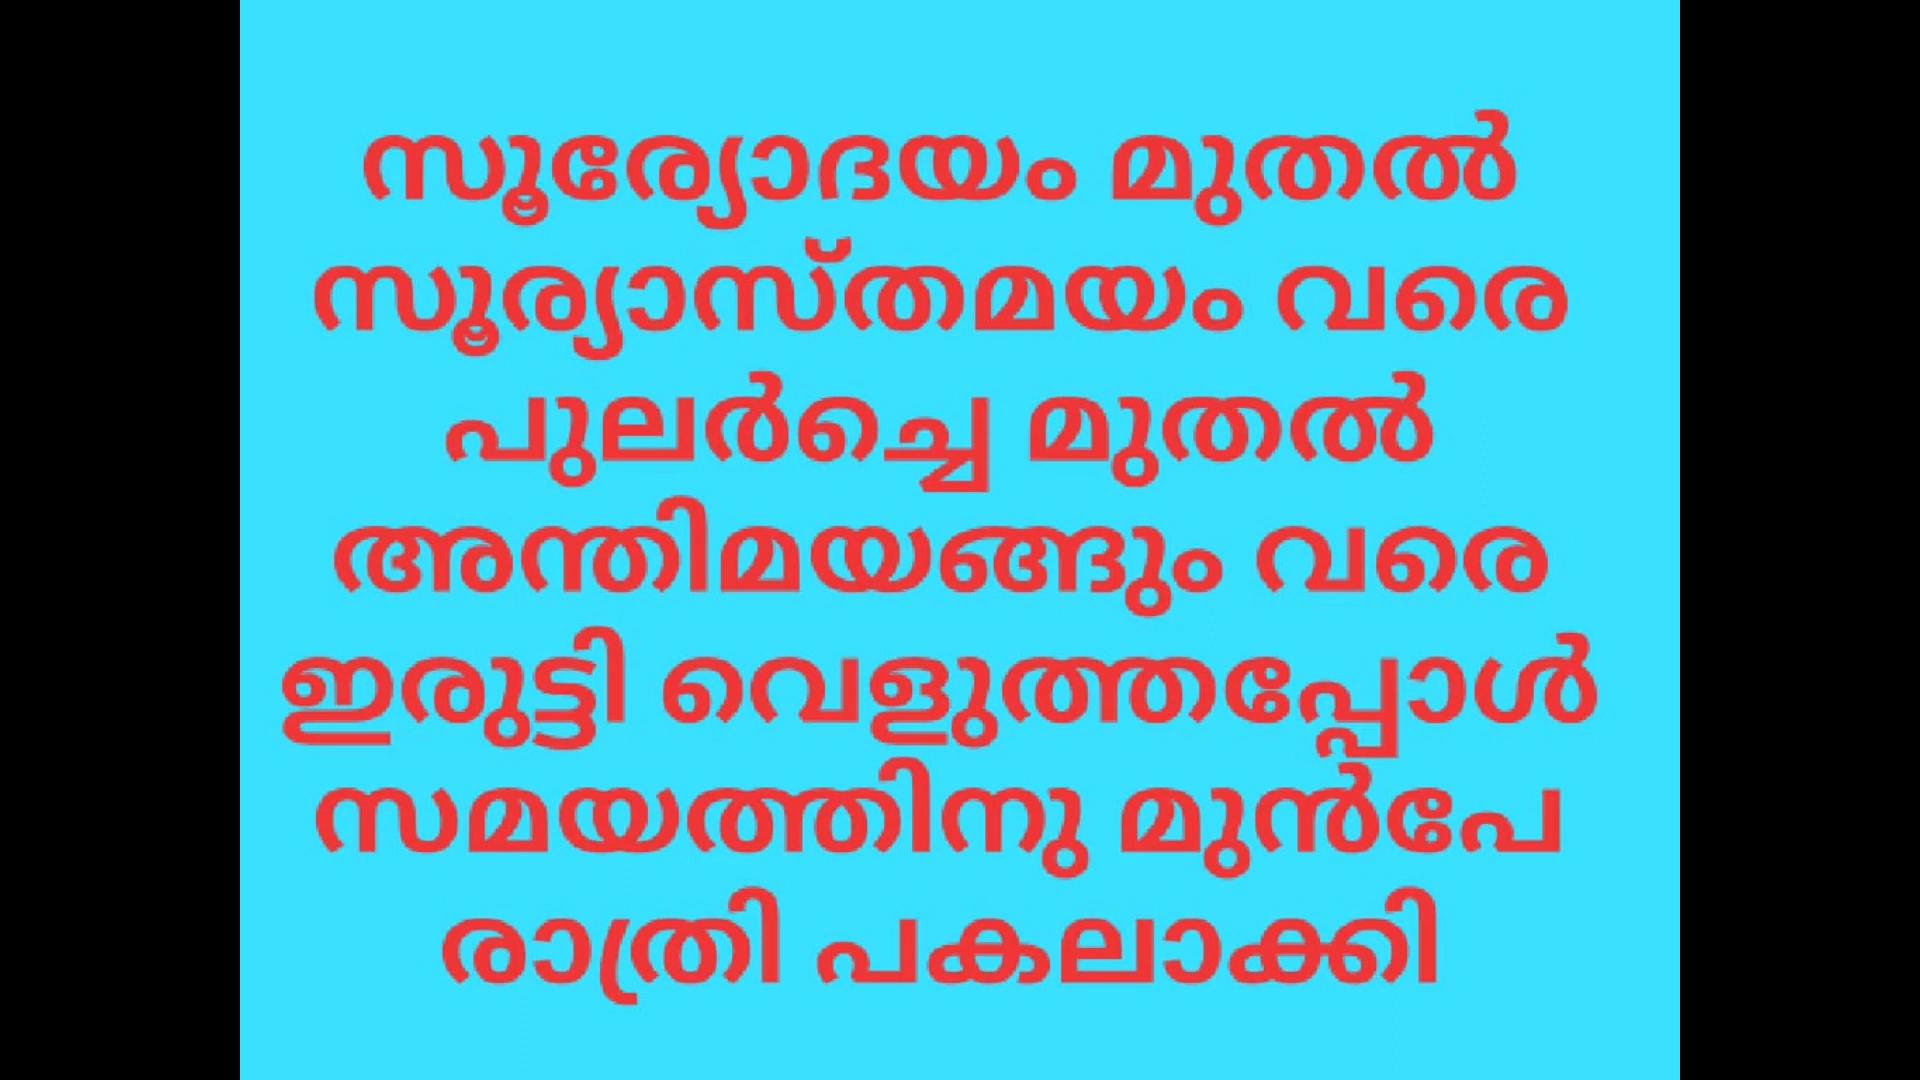 സൂര്യോദയം മുതൽ
സൂര്യാസ്തമയം വരെ
പുലർച്ചെ മുതൽ
അന്തിമയങ്ങും വരെ
ഇരുട്ടി വെളുത്തപ്പോൾ
സമയത്തിനു മുൻപേ
രാത്രി പകലാക്കി